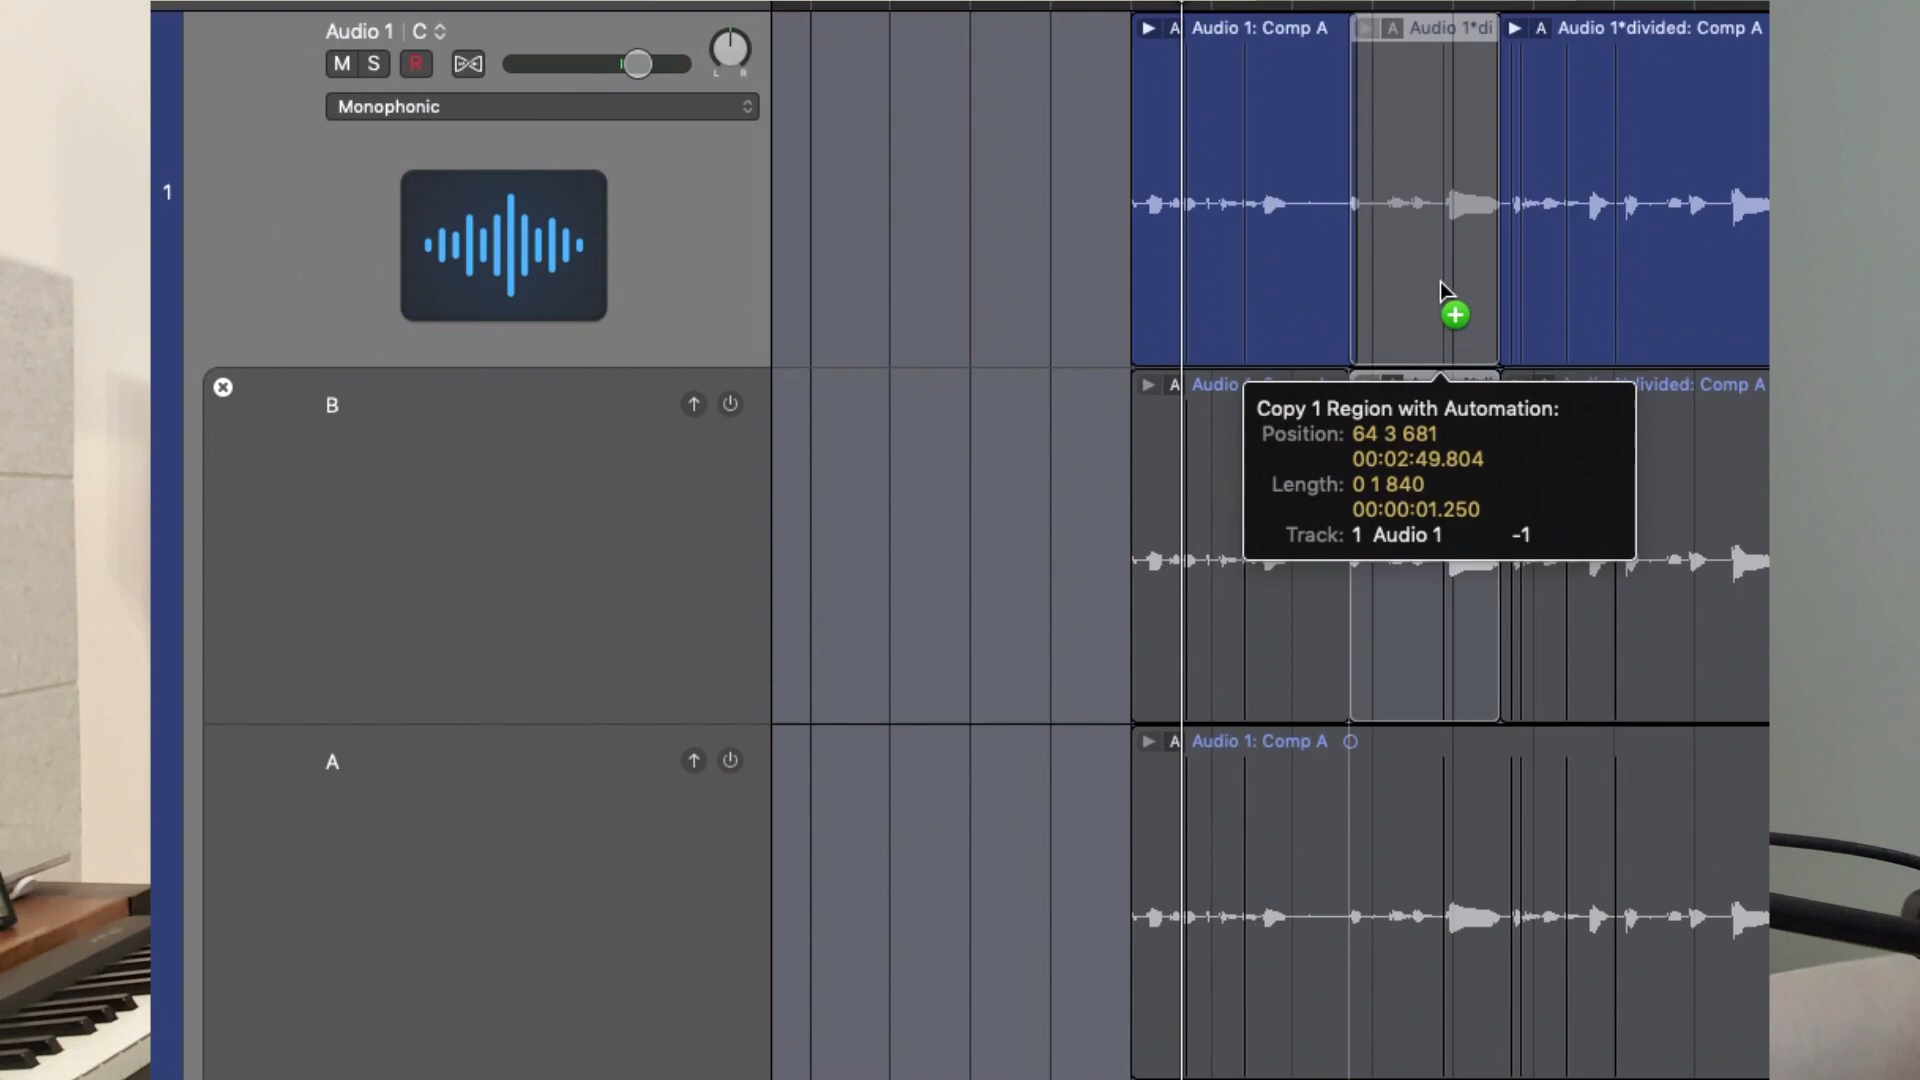 Audio 1 C
M S R
L R
Monophonic
1
A Audio 1: Comp A
A Audio 1*di
A Audio 1*divided: Comp A
B
A Audio
divided: Comp A
Copy 1 Region with Automation:
Position: 64 3 681
00:02:49.804
Length: 0 1 840
00:00:01.250
Track: 1 Audio 1 -1
A
A Audio 1: Comp A